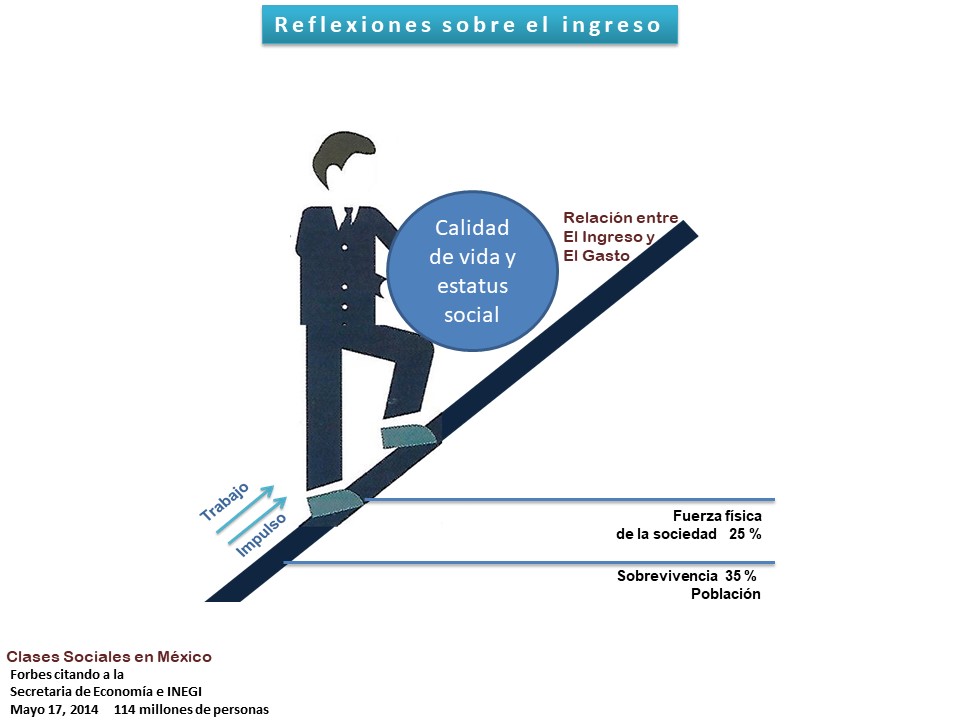 Reflexiones sobre el ingreso
Calidad
de vida y
estatus
social
Relación entre
El Ingreso y
El Gasto
Trabajo
Impulso
Fuerza física
de la sociedad 25 %
Sobrevivencia 35 %
Población
Clases Sociales en México
Forbes citando a la
Secretaria de Economía e INEGI
Mayo 17, 2014 114 millones de personas